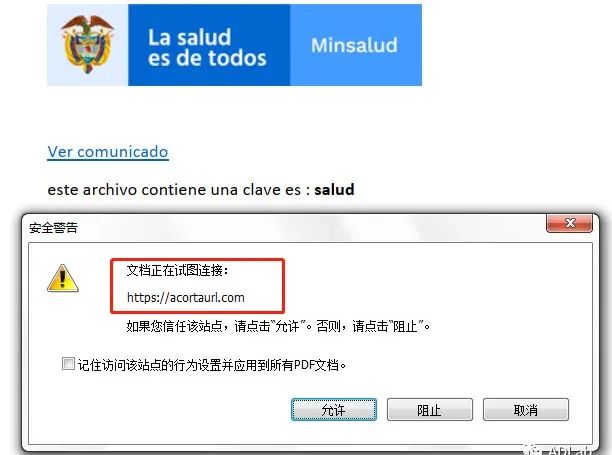 La salud
es de todos
Minsalud
Ver comunicado
este archivo contiene una clave es : salud
安全警告
文档正在试图连接：
https://acortaurl.com
如果您信任该站点，请点击“允许”。否则，请点击“阻止”。
记住访问该站点的行为设置并应用到所有PDF文档。
允许
阻止
取消
ADLab